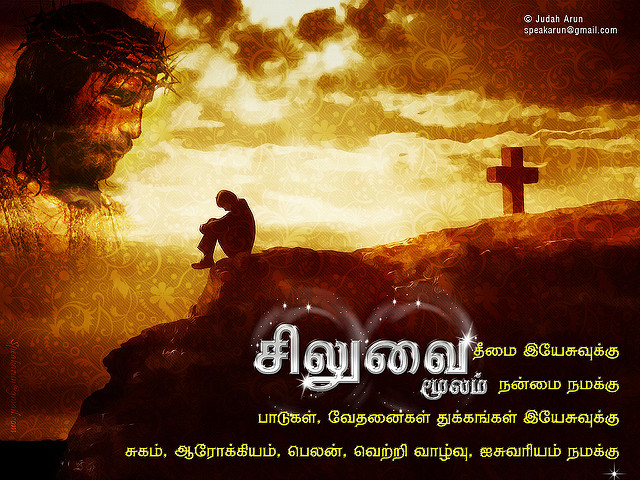 © Judah Arun
speakarun@gmail.com
சிலுவை
மூலம்
தீமை இயேசுவுக்கு
நன்மை நமக்கு
பாடுகள், வேதனைகள் துக்கங்கள் இயேசுவுக்கு
சுகம், ஆரோக்கியம், பெலன், வெற்றி வாழ்வு, ஐசுவரியம் நமக்கு